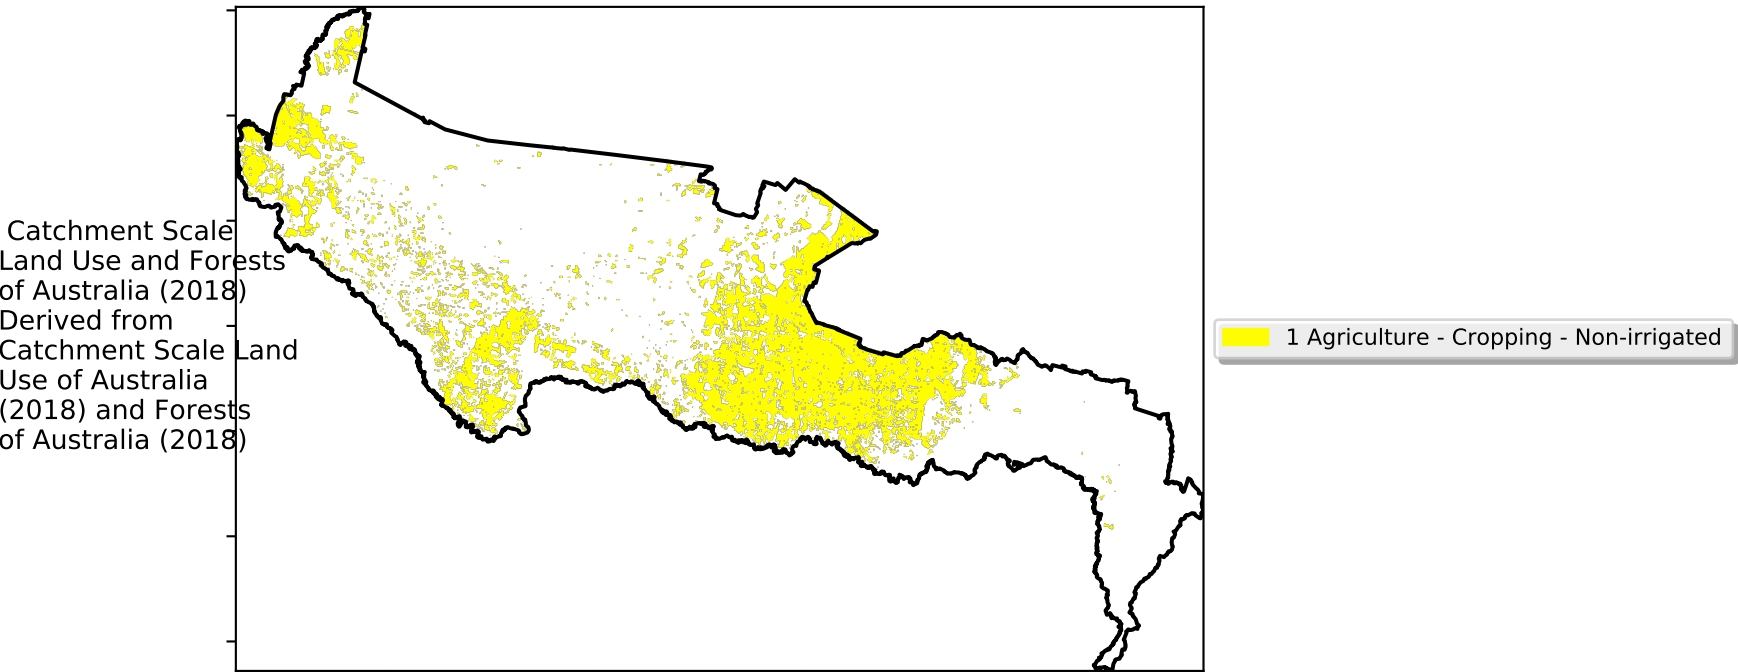 Catchment Scale
Land Use and Forests
of Australia (2018)
Derived from
Catchment Scale Land
Use of Australia
(2018) and Forests
of Australia (2018)
1 Agriculture - Cropping - Non-irrigated